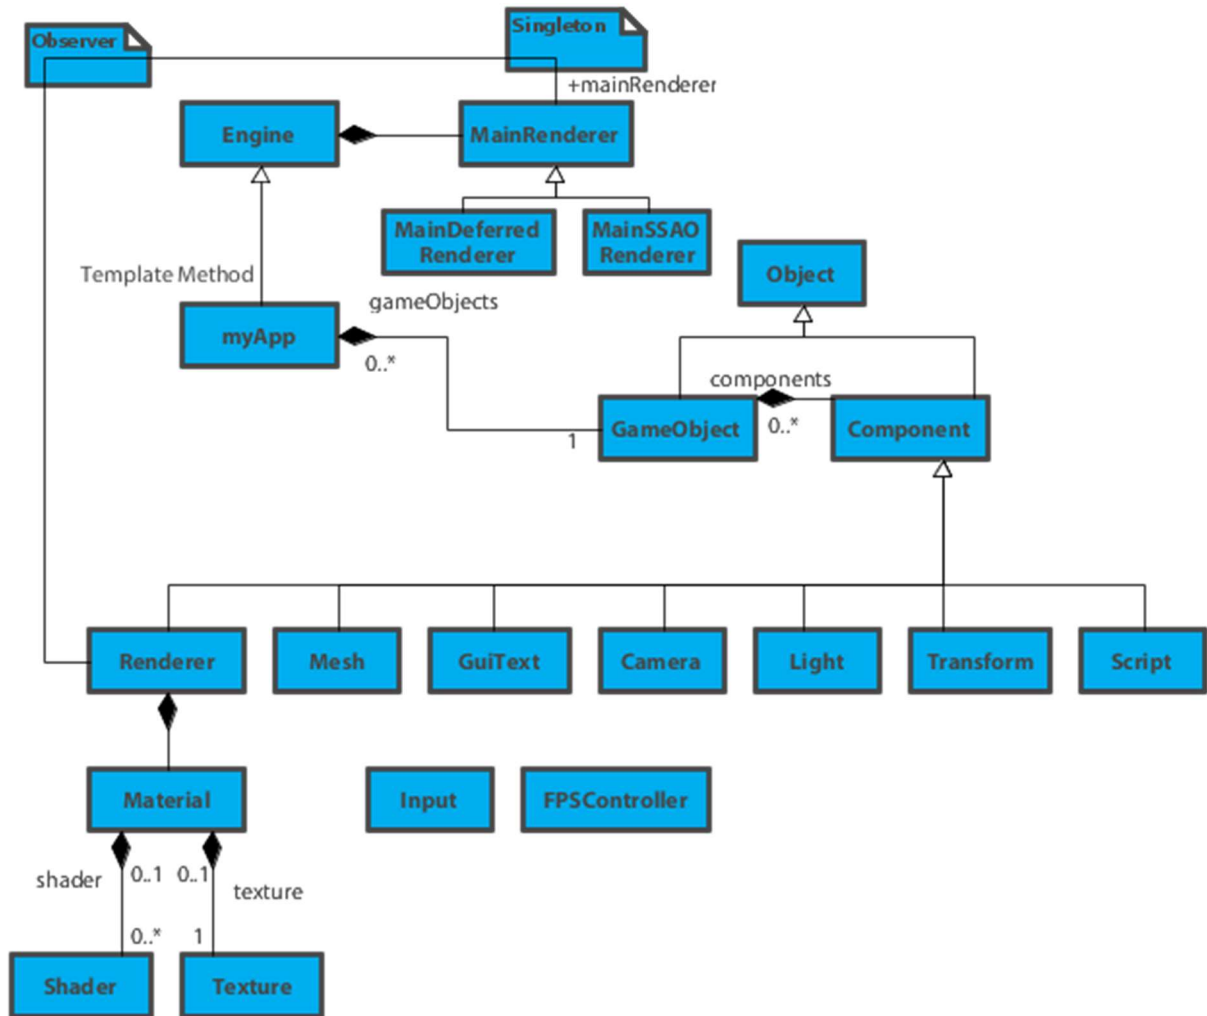 Observer
Singleton
+mainRenderer
Engine
MainRenderer
MainDeferred
Renderer
MainSSAO
Renderer
Object
Template Method
gameObjects
myApp
0..*
components
GameObject
0..*
Component
1
Renderer
Mesh
GuiText
Camera
Light
Transform
Script
Material
Input
FPSController
shader
0..1
0..1
texture
0..*
1
Shader
Texture